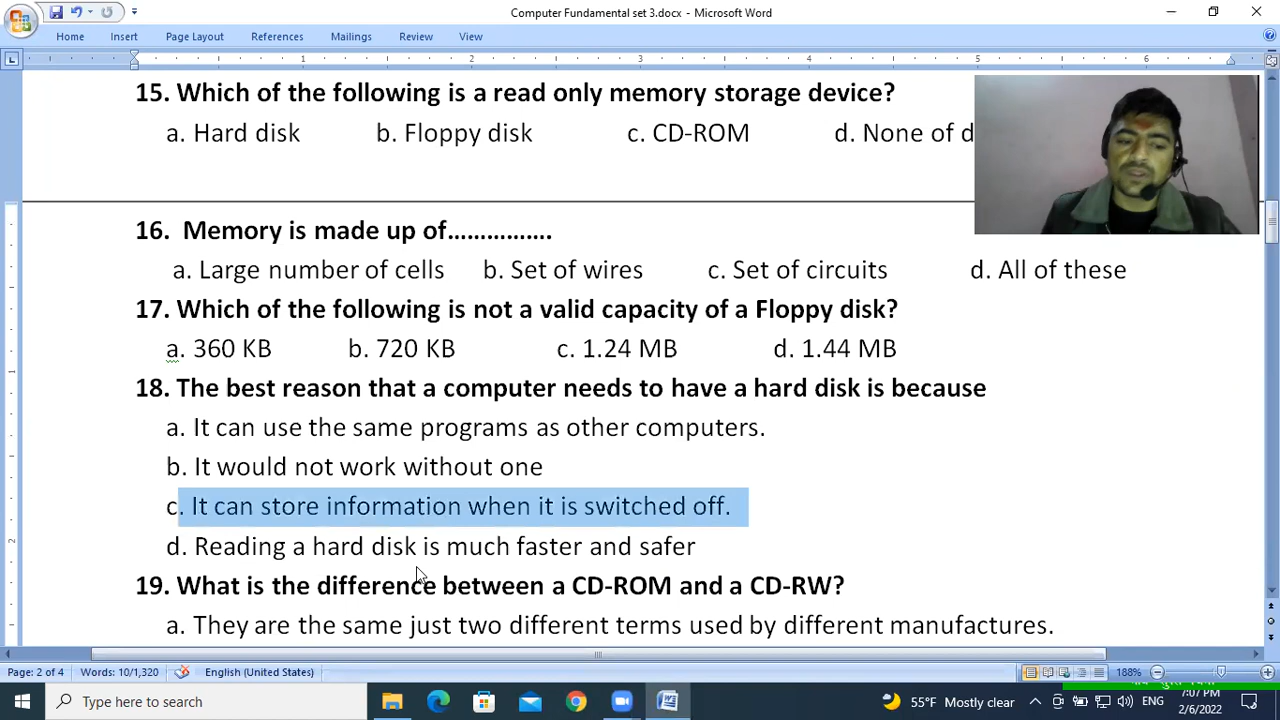 Computer Fundamental set 3.docx - Microsoft Word
Home Insert Page Layout References Mailings Review View
1 2 3 4 6
15. Which of the following is a read only memory storage device?
a. Hard disk b. Floppy disk c. CD-ROM d. None of d
16. Memory is made up of................
a. Large number of cells b. Set of wires c. Set of circuits d. All of these
17. Which of the following is not a valid capacity of a Floppy disk?
a. 360 KB b. 720 KB c. 1.24 MB d. 1.44 MB
18. The best reason that a computer needs to have a hard disk is because
a. It can use the same programs as other computers.
b. It would not work without one
c. It can store information when it is switched off.
d. Reading a hard disk is much faster and safer
19. What is the difference between a CD-ROM and a CD-RW?
a. They are the same just two different terms used by different manufactures.
Page: 2 of 4 Words: 10/1,320 English (United States) 188%
Type here to search 55°F Mostly clear ENG 7:07 PM
2/6/2022